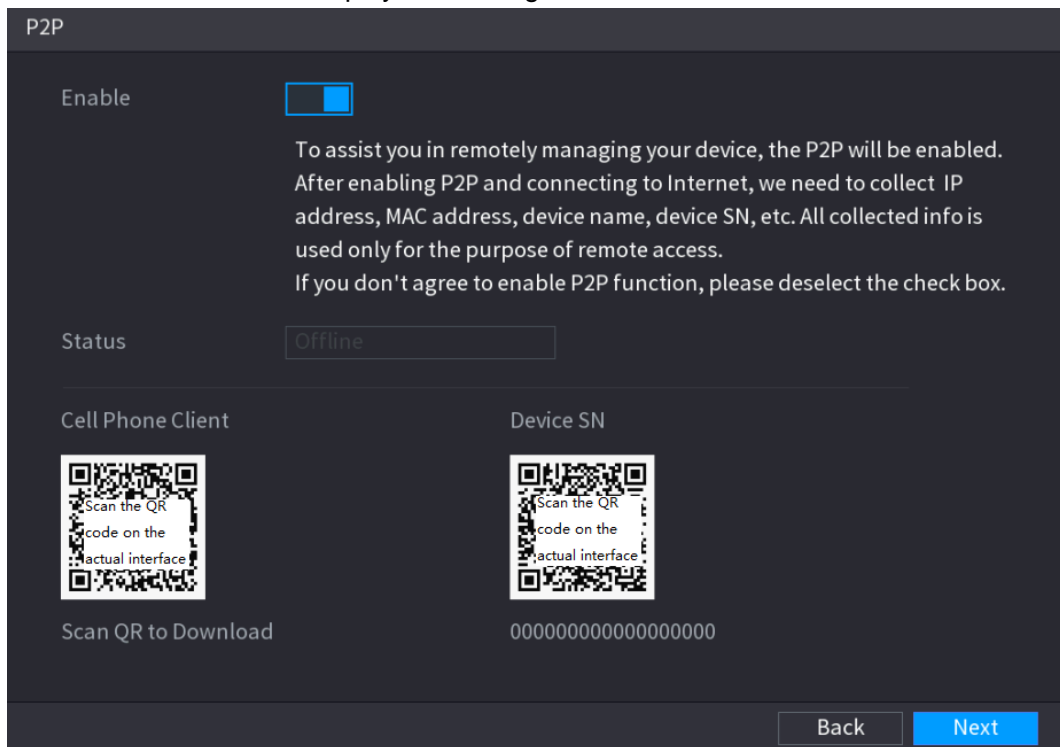 P2P
Enable
To assist you in remotely managing your device, the P2P will be enabled.
After enabling P2P and connecting to Internet, we need to collect IP
address, MAC address, device name, device SN, etc. All collected info is
used only for the purpose of remote access.
If you don't agree to enable P2P function, please deselect the check box.
Status
Offline
Cell Phone Client
Device SN
Scan the QR
code on the
actual interface
Scan the QR
code on the
actual interface
Scan QR to Download
000000000000000000
Back
Next